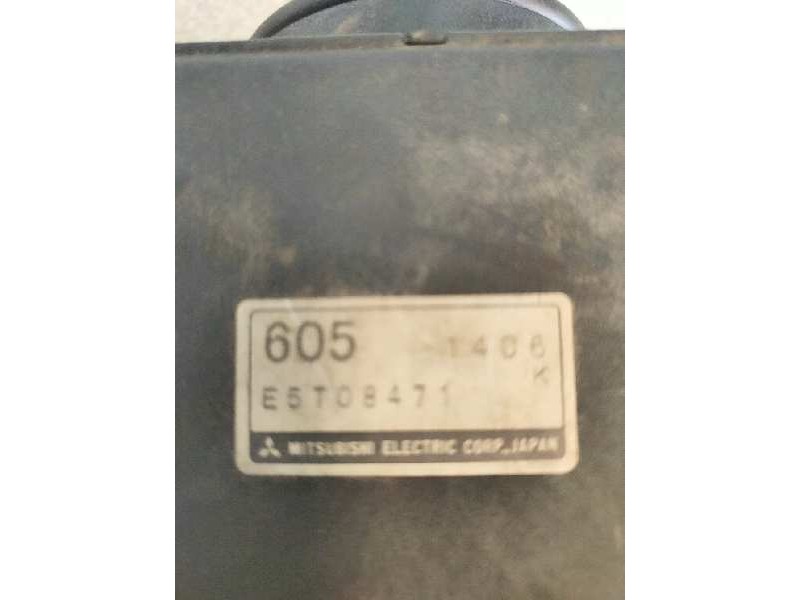 605 1406
K
E5T08471
MITSUBISHI ELECTRIC CORP., JAPAN